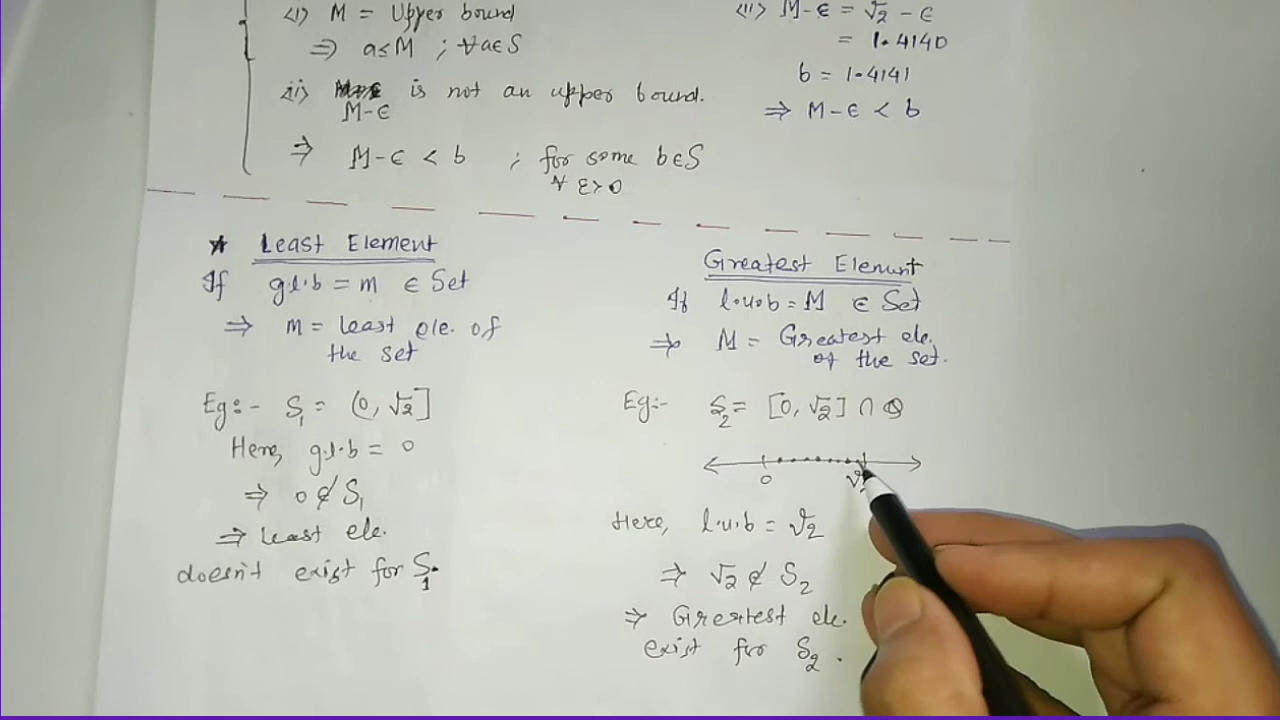 (i) M = Upper bound
⇒ a≤M ; ∀a∈S
(ii) is not an upper bound.
M-ϵ
⇒ M-ϵ < b ; for some b∈S
∀ ε>0
(ii) M-ϵ = √2 - ϵ
= 1.4140
b = 1.4141
⇒ M-ϵ < b
* Least Element
If g.l.b = m ∈ Set
⇒ m = least ele. of
the set
Eg:- S₁ = (0, √2]
Here, g.l.b = 0
⇒ 0 ∉ S₁
⇒ Least ele.
doesn't exist for S₁.
Greatest Element
If l.u.b = M ∈ Set
⇒ M = Greatest ele.
of the set.
Eg:- S₂ = [0, √2] ∩ Q
0 √2
Here, l.u.b = √2
⇒ √2 ∉ S₂
⇒ Greatest ele.
exist for S₂.